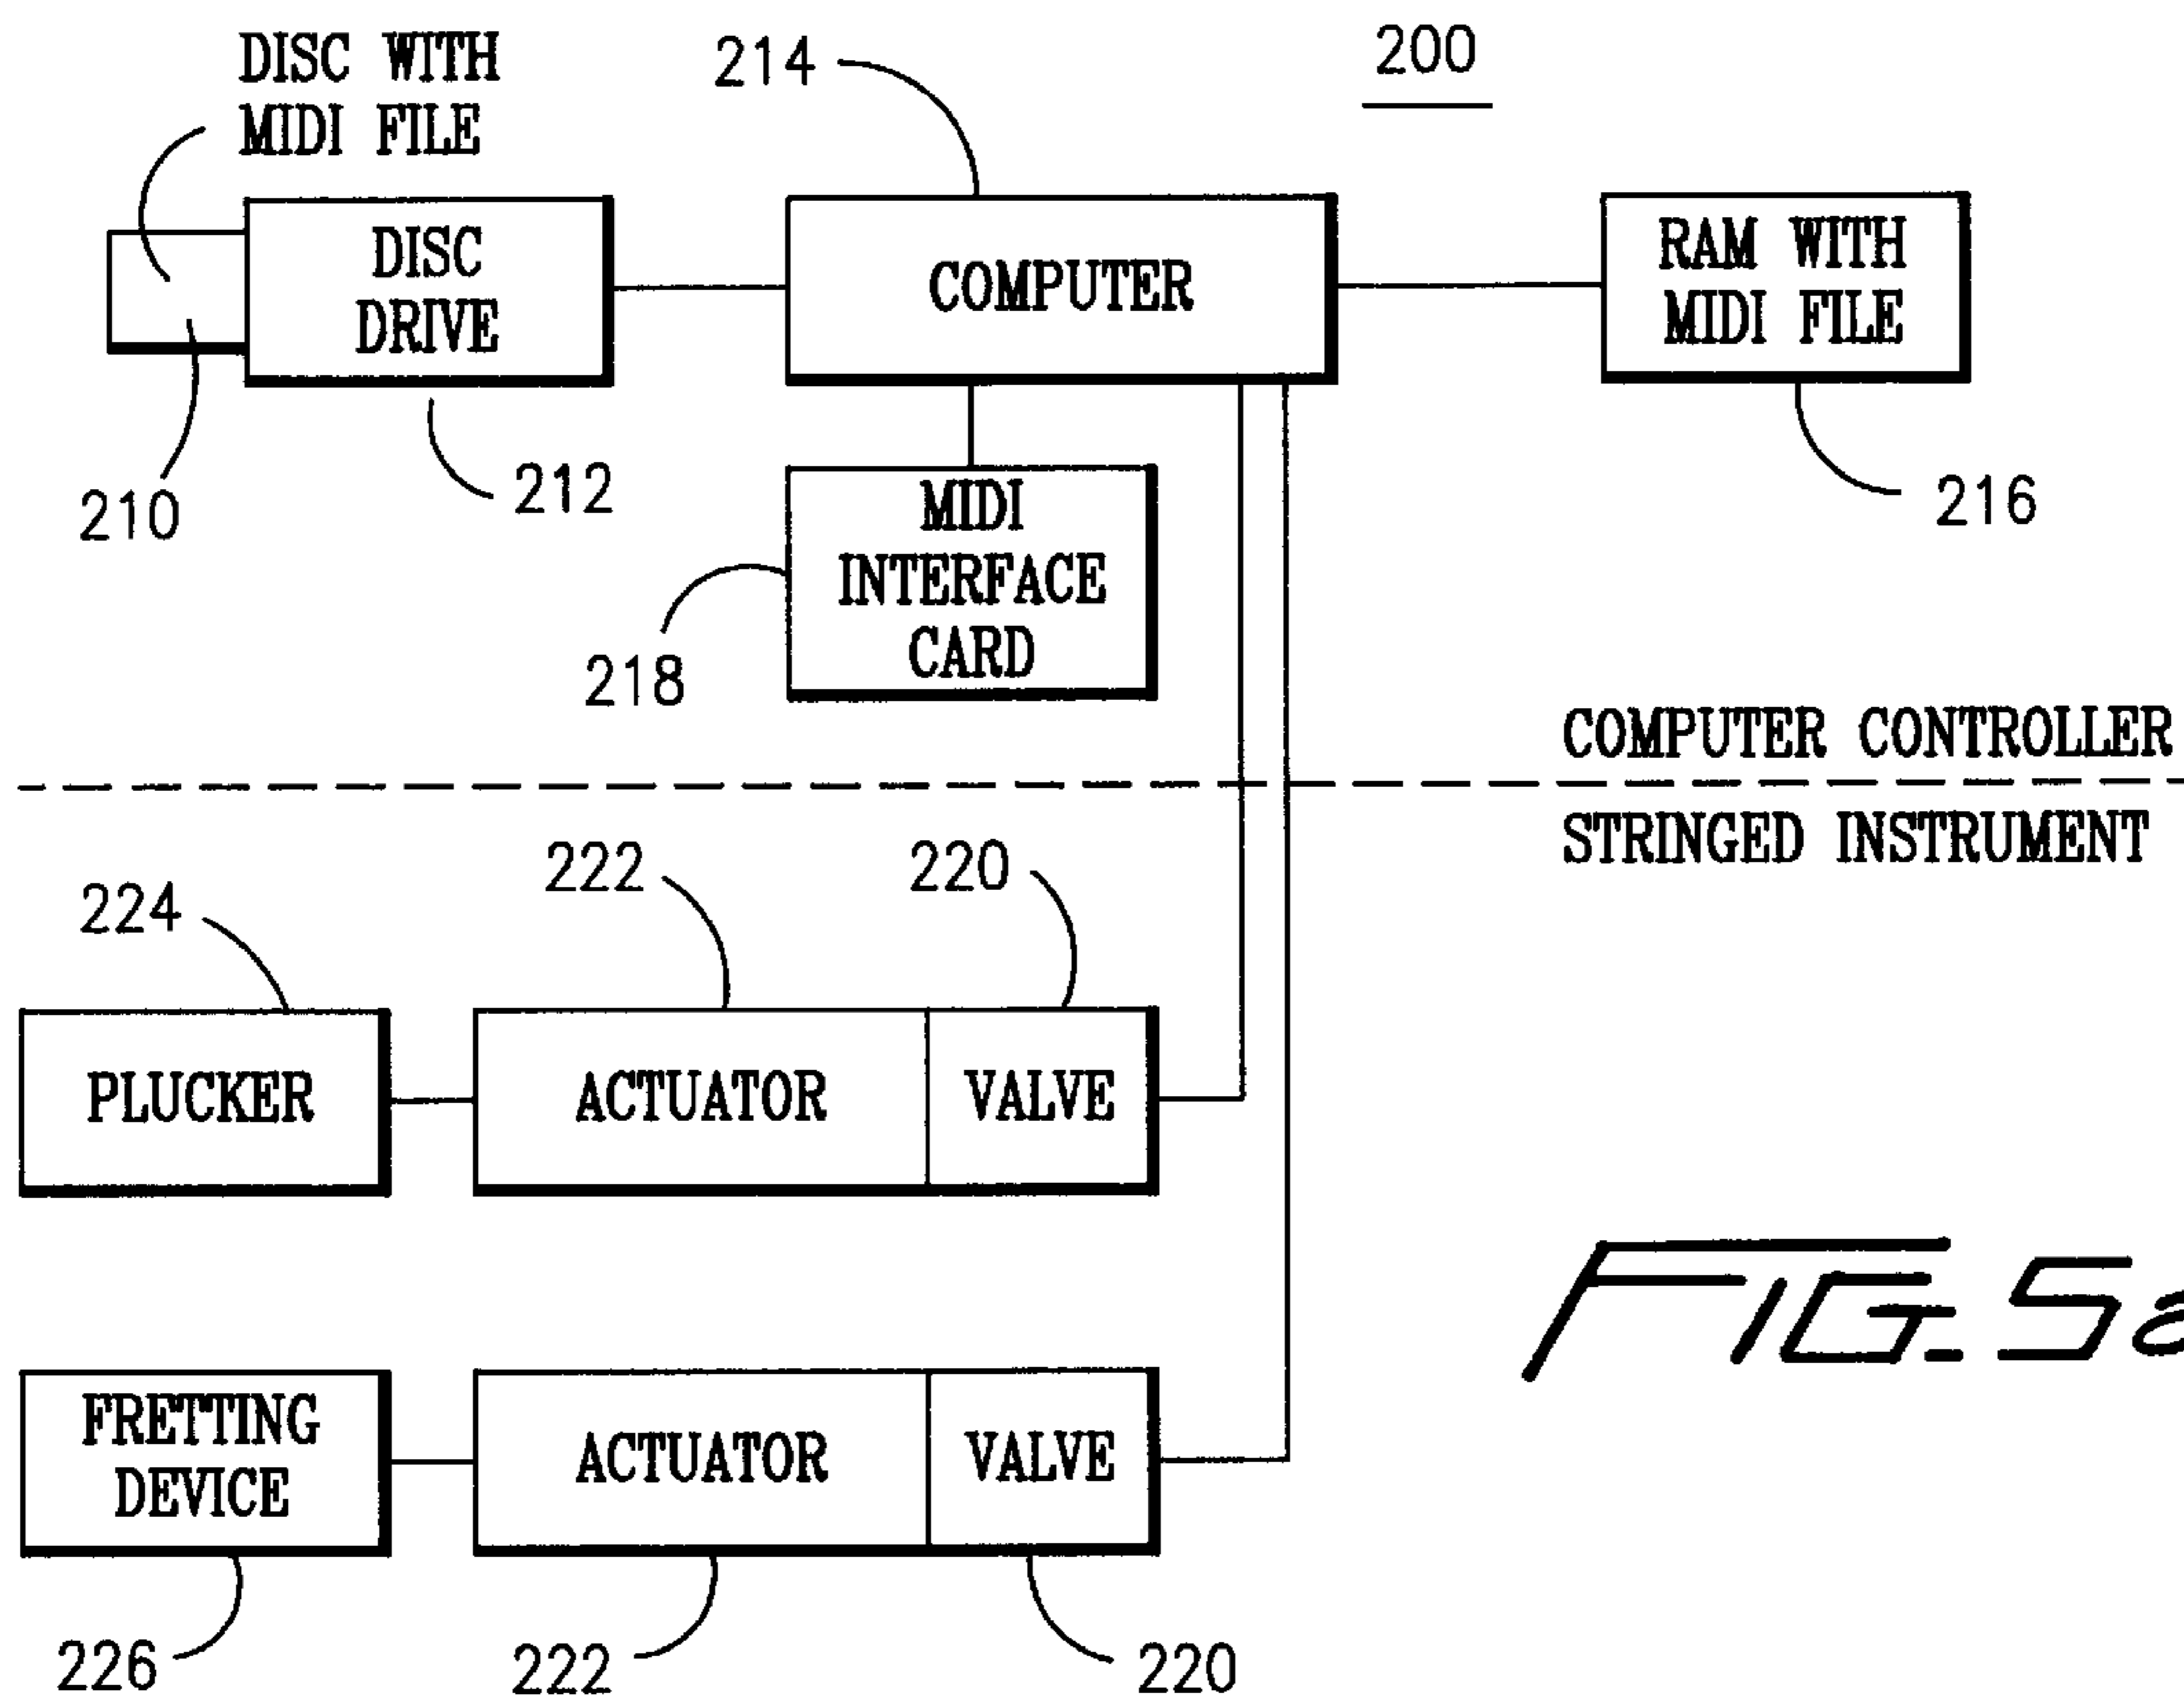 DISC WITH
MIDI FILE
214
200
DISC
DRIVE
COMPUTER
RAM WITH
MIDI FILE
210
212
216
MIDI
INTERFACE
CARD
218
COMPUTER CONTROLLER
STRINGED INSTRUMENT
224
222
220
PLUCKER
ACTUATOR
VALVE
FIG. 5a
FRETTING
DEVICE
ACTUATOR
VALVE
226
222
220